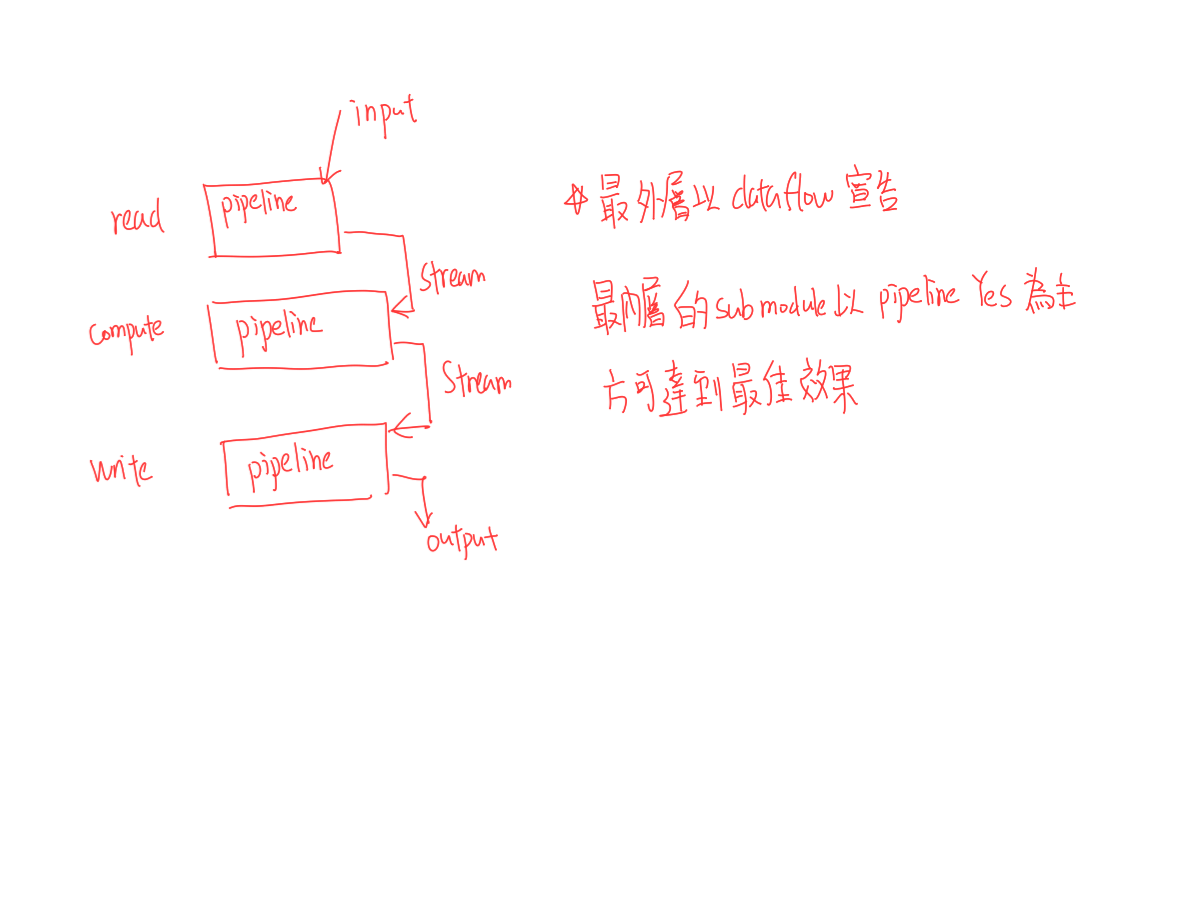 input
read
pipeline
Stream
compute
pipeline
Stream
write
pipeline
output
☆最外層以 dataflow 宣告
最內層的 submodule 以 pipeline Yes 為主
方可達到最佳效果